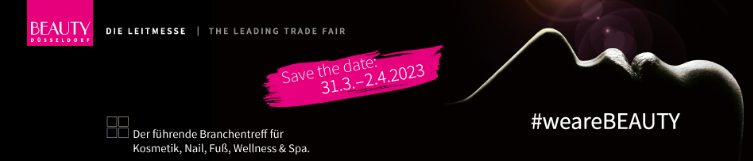 BEAUTY
DÜSSELDORF
DIE LEITMESSE | THE LEADING TRADE FAIR
Save the date:
31.3.–2.4.2023
#weareBEAUTY
Der führende Branchentreff für
Kosmetik, Nail, Fuß, Wellness & Spa.